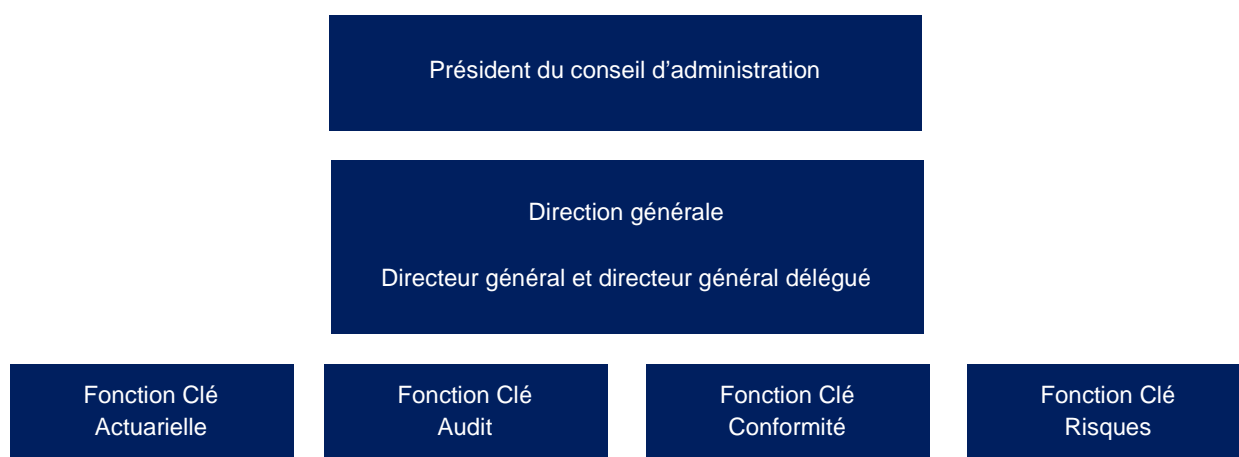 Président du conseil d’administration
Direction générale
Directeur général et directeur général délégué
Fonction Clé
Actuarielle
Fonction Clé
Audit
Fonction Clé
Conformité
Fonction Clé
Risques